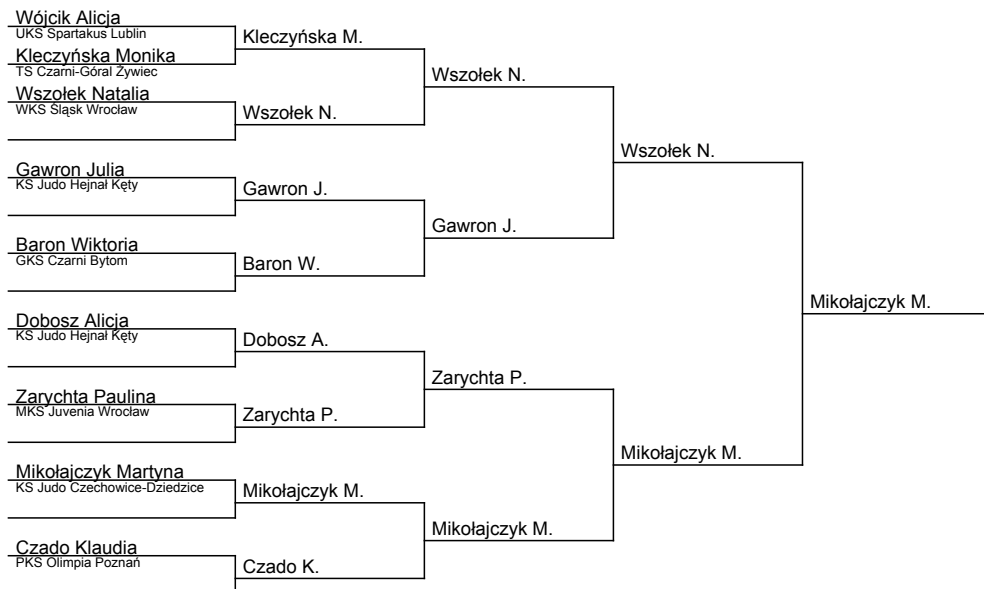 Wójcik Alicja
UKS Spartakus Lublin
Kleczyńska Monika
TS Czarni-Góral Żywiec
Wszołek Natalia
WKS Śląsk Wrocław
Gawron Julia
KS Judo Hejnał Kęty
Baron Wiktoria
GKS Czarni Bytom
Dobosz Alicja
KS Judo Hejnał Kęty
Zarychta Paulina
MKS Juvenia Wrocław
Mikołajczyk Martyna
KS Judo Czechowice-Dziedzice
Czado Klaudia
PKS Olimpia Poznań
Kleczyńska M.
Wszołek N.
Gawron J.
Baron W.
Dobosz A.
Zarychta P.
Mikołajczyk M.
Czado K.
Wszołek N.
Gawron J.
Zarychta P.
Mikołajczyk M.
Wszołek N.
Mikołajczyk M.
Mikołajczyk M.